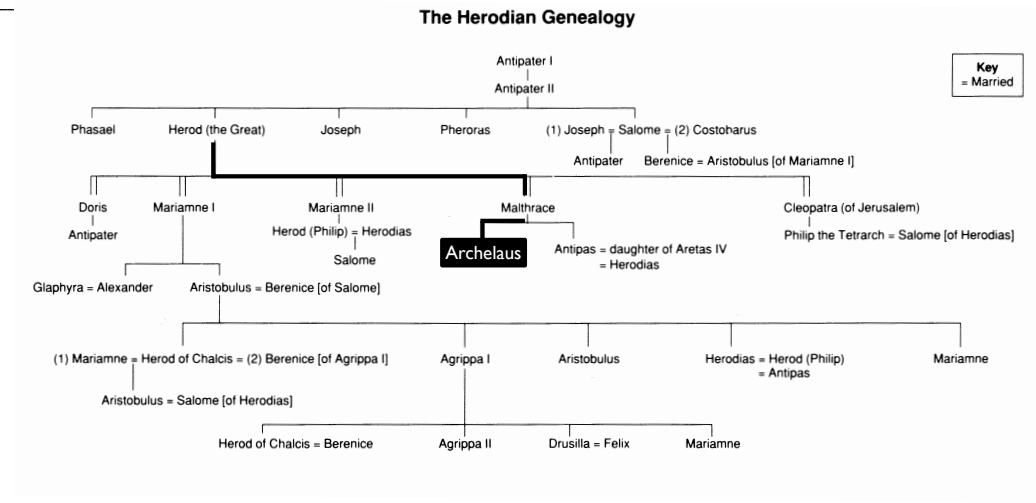 The Herodian Genealogy
Key
= Married
Antipater I
Antipater II
Phasael Herod (the Great) Joseph Pheroras (1) Joseph = Salome = (2) Costobarus
Antipater Berenice = Aristobulus [of Mariamne I]
Doris Mariamne I Mariamne II Malthrace Cleopatra (of Jerusalem)
Antipater Herod (Philip) = Herodias Archelaus Antipas = daughter of Aretas IV Philip the Tetrarch = Salome [of Herodias]
Salome = Herodias
Glaphyra = Alexander Aristobulus = Berenice [of Salome]
(1) Mariamne = Herod of Chalcis = (2) Berenice [of Agrippa I] Agrippa I Aristobulus Herodias = Herod (Philip) Mariamne
= Antipas
Aristobulus = Salome [of Herodias]
Herod of Chalcis = Berenice Agrippa II Drusilla = Felix Mariamne